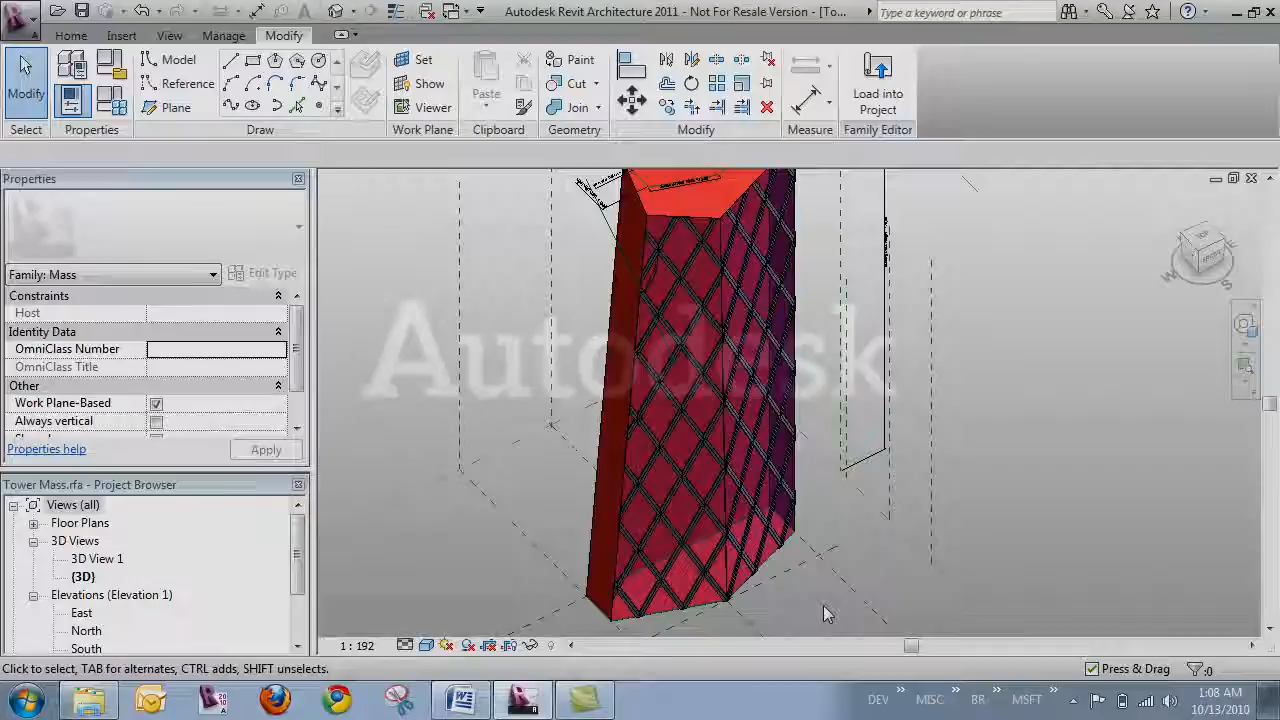 Autodesk Revit Architecture 2011 - Not For Resale Version - [To...
Type a keyword or phrase
Home Insert View Manage Modify
Modify
Model
Reference
Plane
Set
Show
Viewer
Paste
Paint
Cut
Join
Load into
Project
Select Properties Draw Work Plane Clipboard Geometry Modify Measure Family Editor
Properties
Family: Mass
Edit Type
Constraints
Host
Identity Data
OmniClass Number
OmniClass Title
Other
Work Plane-Based
Always vertical
Properties help
Apply
Tower Mass.rfa - Project Browser
Views (all)
Floor Plans
3D Views
3D View 1
{3D}
Elevations (Elevation 1)
East
North
South
Autodesk
TOP
W
S
1 : 192
Click to select, TAB for alternates, CTRL adds, SHIFT unselects.
Press & Drag
:0
DEV MISC BR MSFT
1:08 AM
10/13/2010